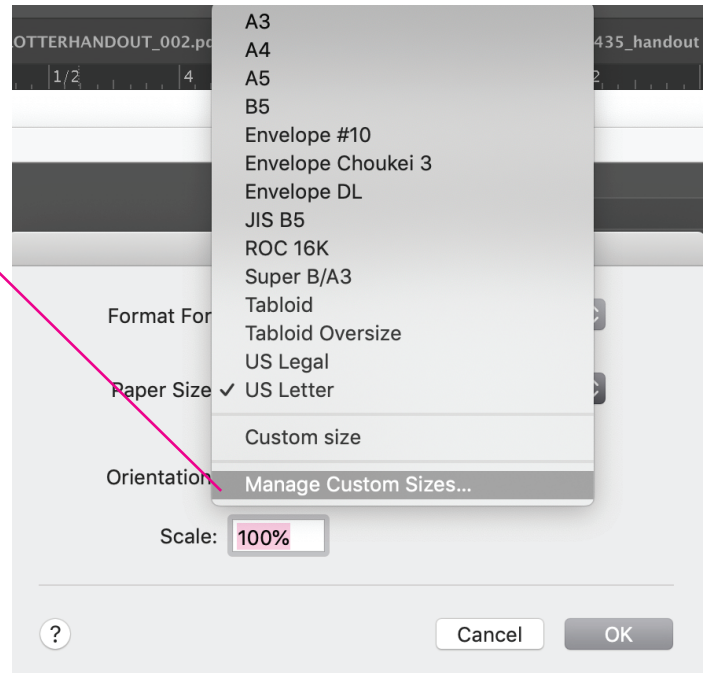 A3
OTTERHANDOUT_002.pd
A4
435_handout
1/2
4
A5
2
B5
Envelope #10
Envelope Choukei 3
Envelope DL
JIS B5
ROC 16K
Super B/A3
Tabloid
Format For
Tabloid Oversize
US Legal
Paper Size ✓ US Letter
Custom size
Orientation
Manage Custom Sizes...
Scale: 100%
? Cancel OK